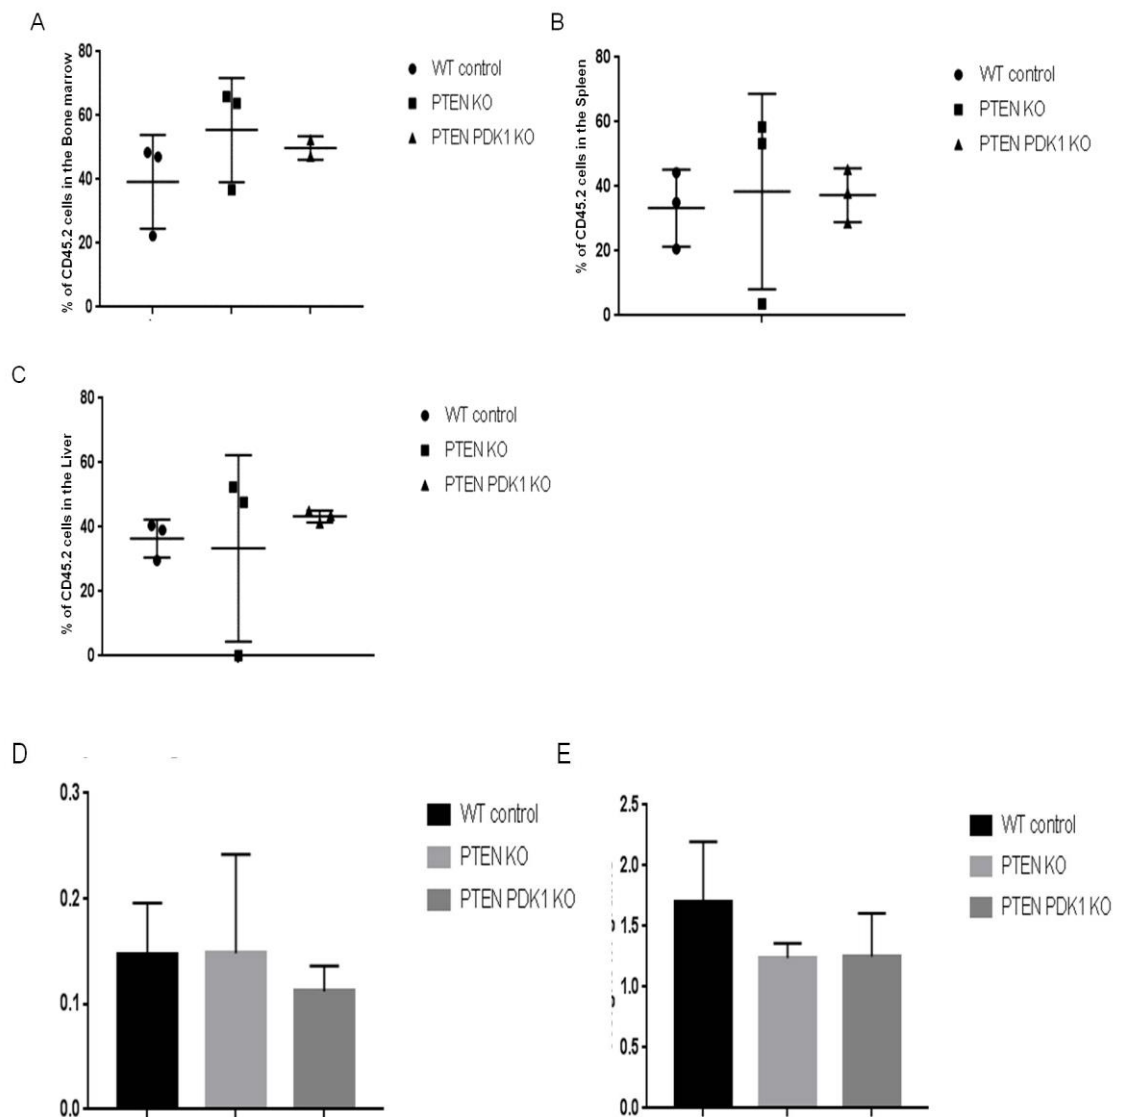 A
% of CD45.2 cells in the Bone marrow
80
60
40
20
0
WT control
PTEN KO
PTEN PDK1 KO
B
% of CD45.2 cells in the Spleen
80
60
40
20
0
WT control
PTEN KO
PTEN PDK1 KO
C
% of CD45.2 cells in the Liver
80
60
40
20
0
WT control
PTEN KO
PTEN PDK1 KO
D
0.3
0.2
0.1
0.0
WT control
PTEN KO
PTEN PDK1 KO
E
2.5
2.0
1.5
1.0
0.5
0.0
WT control
PTEN KO
PTEN PDK1 KO